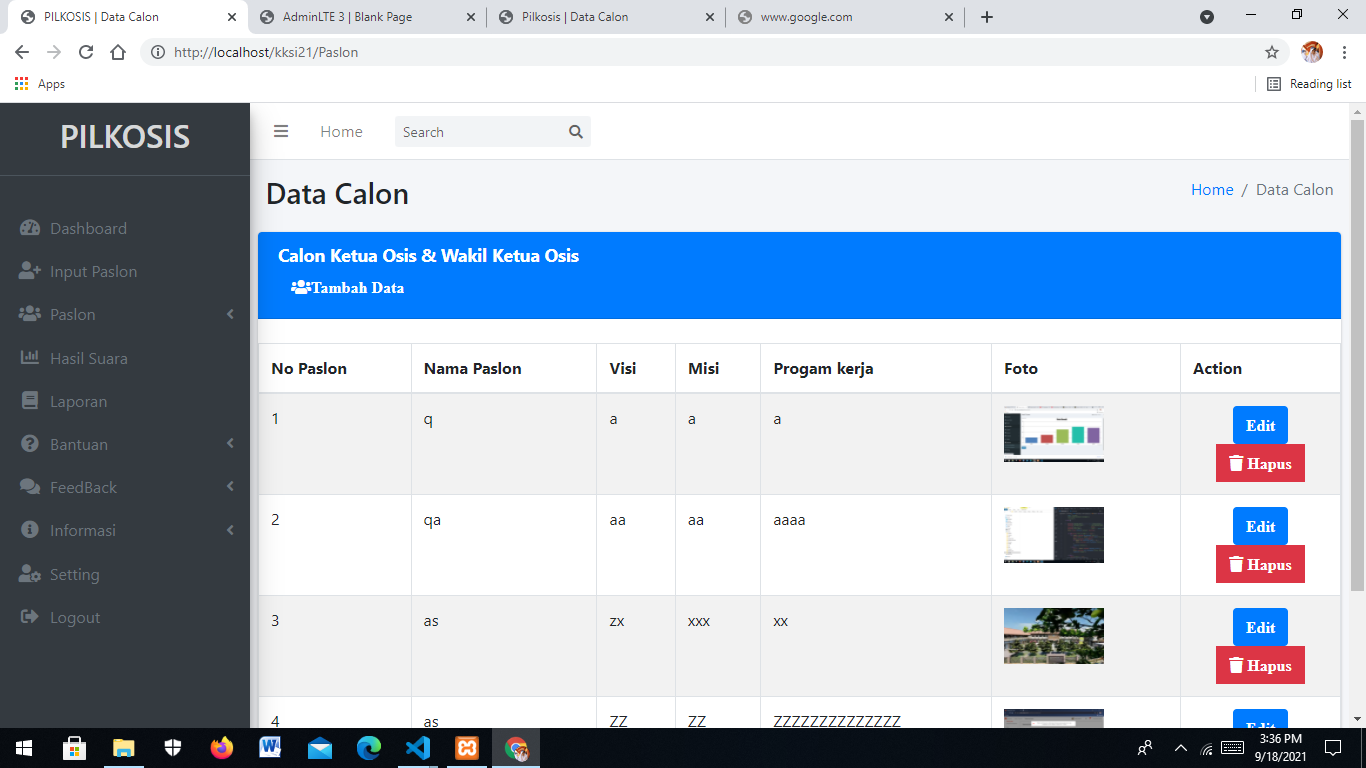 PILKOSIS | Data Calon
AdminLTE 3 | Blank Page
Pilkosis | Data Calon
www.google.com
http://localhost/kksi21/Paslon
Apps
Reading list
PILKOSIS
Home
Search
Data Calon
Home / Data Calon
Dashboard
Input Paslon
Paslon
Hasil Suara
Laporan
Bantuan
FeedBack
Informasi
Setting
Logout
Calon Ketua Osis & Wakil Ketua Osis
Tambah Data
No Paslon Nama Paslon Visi Misi Progam kerja Foto Action
1 q a a a Edit
Hapus
2 qa aa aa aaaa Edit
Hapus
3 as zx xxx xx Edit
Hapus
4 as ZZ ZZ ZZZZZZZZZZZZZZ Edit
3:36 PM
9/18/2021